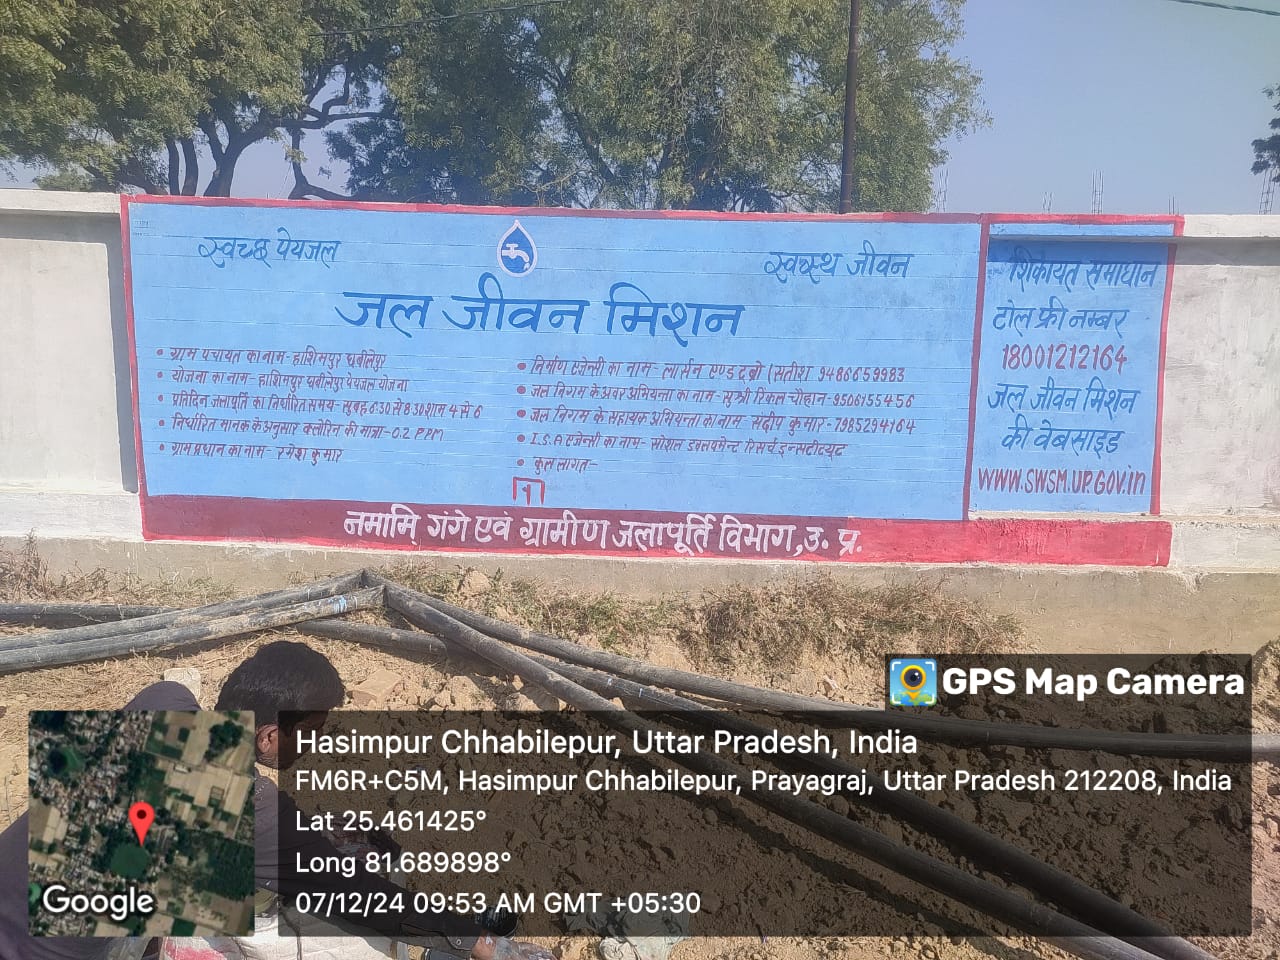 स्वच्छ पेयजल
स्वस्थ जीवन
जल जीवन मिशन
• ग्राम पंचायत का नाम- हाशिमपुर छबीलेपुर
• योजना का नाम- हाशिमपुर छबीलेपुर पेयजल योजना
• प्रतिदिन जलापूर्ति का निर्धारित समय- सुबह 6:30 से 8:30 शाम 4 से 6
• निर्धारित मानक के अनुसार क्लोरिन की मात्रा-0.2 PPM
• ग्राम प्रधान का नाम- रमेश कुमार
• निर्माण एजेन्सी का नाम- लार्सन एण्ड टूब्रो (सतीश 9486659983
• जल निगम के अवर अभियन्ता का नाम- सुश्री रिंकल चौहान-9506155456
• जल निगम के सहायक अभियन्ता का नाम- संदीप कुमार-7985294164
• I.S.A एजेन्सी का नाम- सोशल डवलपमेन्ट रिसर्च इन्सटीटयूट
• कुल लागत-
1
नमामि गंगे एवं ग्रामीण जलापूर्ति विभाग, उ. प्र.
शिकायत समाधान
टोल फ्री नम्बर
18001212164
जल जीवन मिशन
की वेबसाइड
WWW.SWSM.UP.GOV.in
GPS Map Camera
Hasimpur Chhabilepur, Uttar Pradesh, India
FM6R+C5M, Hasimpur Chhabilepur, Prayagraj, Uttar Pradesh 212208, India
Lat 25.461425°
Long 81.689898°
07/12/24 09:53 AM GMT +05:30
Google